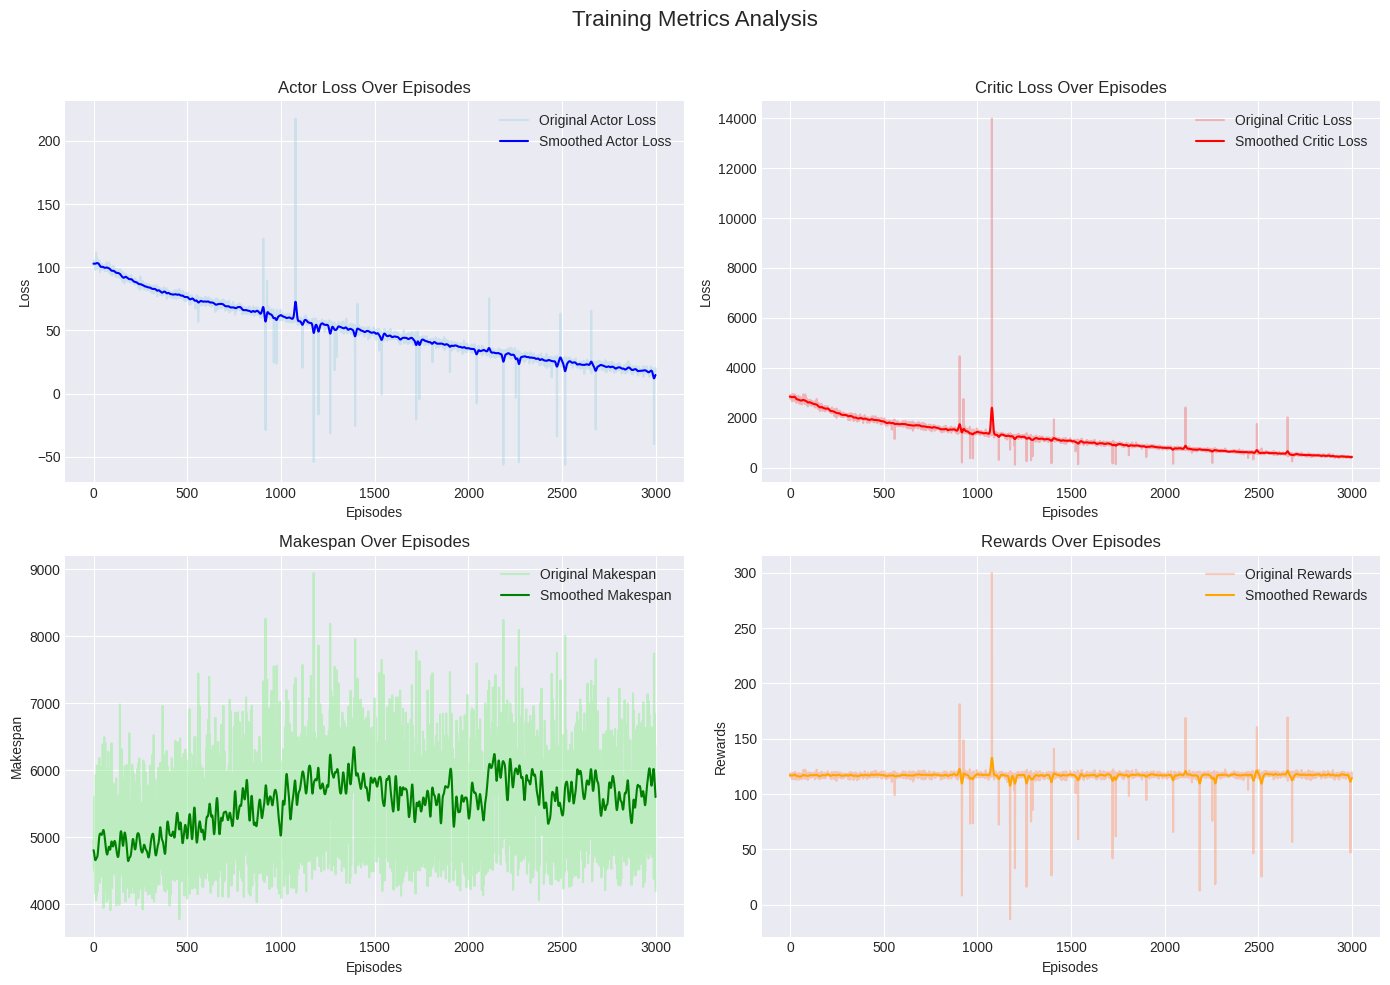 Training Metrics Analysis
Actor Loss Over Episodes
Original Actor Loss
Smoothed Actor Loss
Loss
200
150
100
50
0
−50
0 500 1000 1500 2000 2500 3000
Episodes
Critic Loss Over Episodes
Original Critic Loss
Smoothed Critic Loss
Loss
14000
12000
10000
8000
6000
4000
2000
0
0 500 1000 1500 2000 2500 3000
Episodes
Makespan Over Episodes
Original Makespan
Smoothed Makespan
Makespan
9000
8000
7000
6000
5000
4000
0 500 1000 1500 2000 2500 3000
Episodes
Rewards Over Episodes
Original Rewards
Smoothed Rewards
Rewards
300
250
200
150
100
50
0
0 500 1000 1500 2000 2500 3000
Episodes